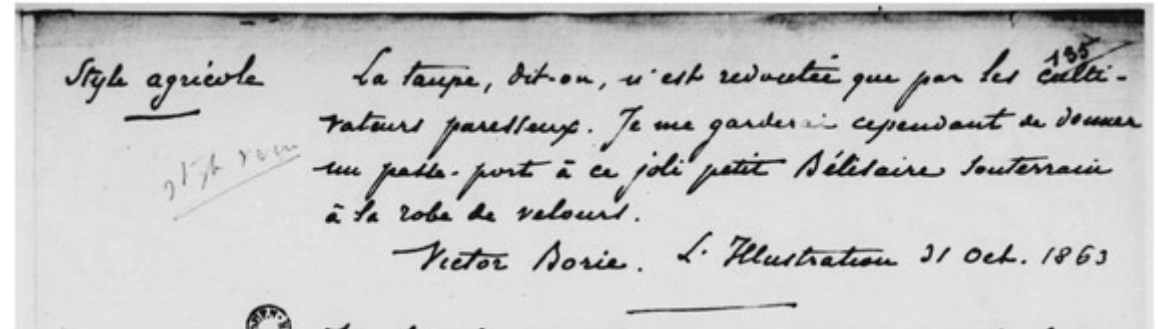 135
Style agricole
La taupe, dit-on, n'est redoutée que par les culti-
vateurs paresseux. Je me garderai cependant de donner
un passe-port à ce joli petit Bélisaire souterrain
à la robe de velours.
Victor Borie. L'Illustration 31 Oct. 1863